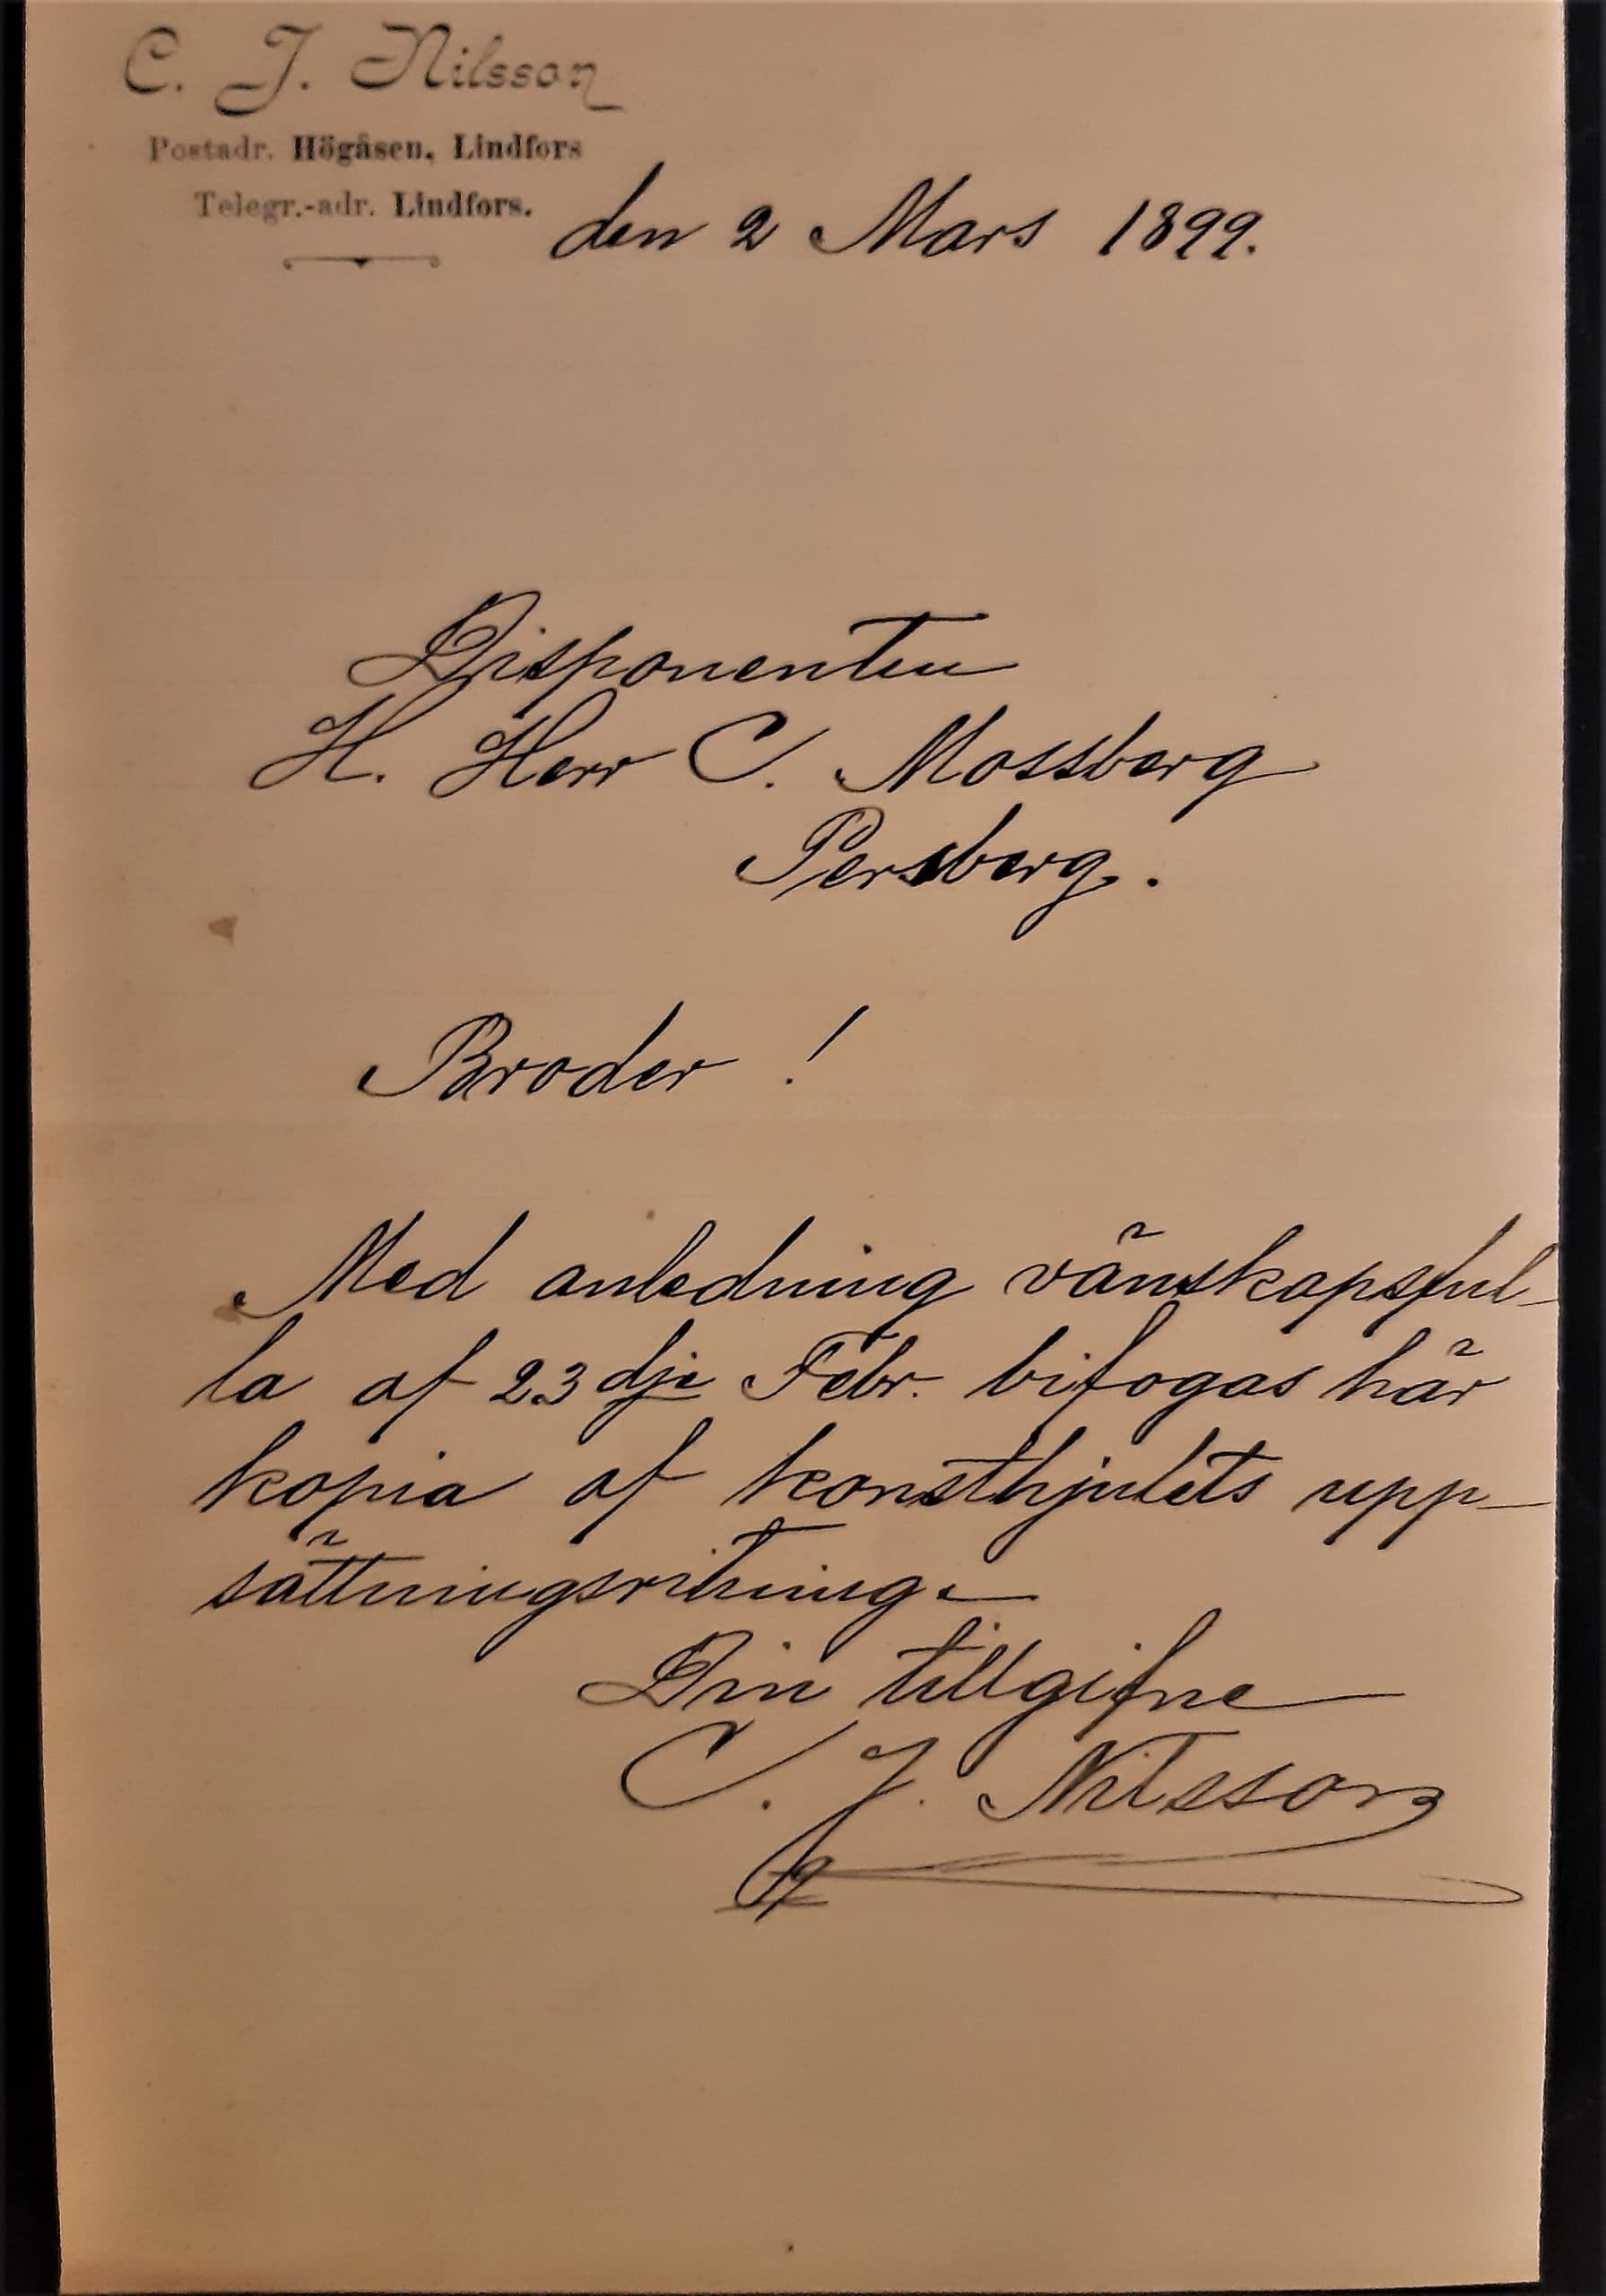 C. J. Nilsson
Postadr. Högåsen, Lindfors
Telegr.-adr. Lindfors.
den 2 Mars 1899.
Disponenten
H. Herr C. Mossberg
Persberg.
Broder!
Med anledning vänskapsful-
la af 23dje Febr. bifogas här
kopia af konsthjulets upp-
sättningsritning.
Din tillgifne
C. J. Nilsson